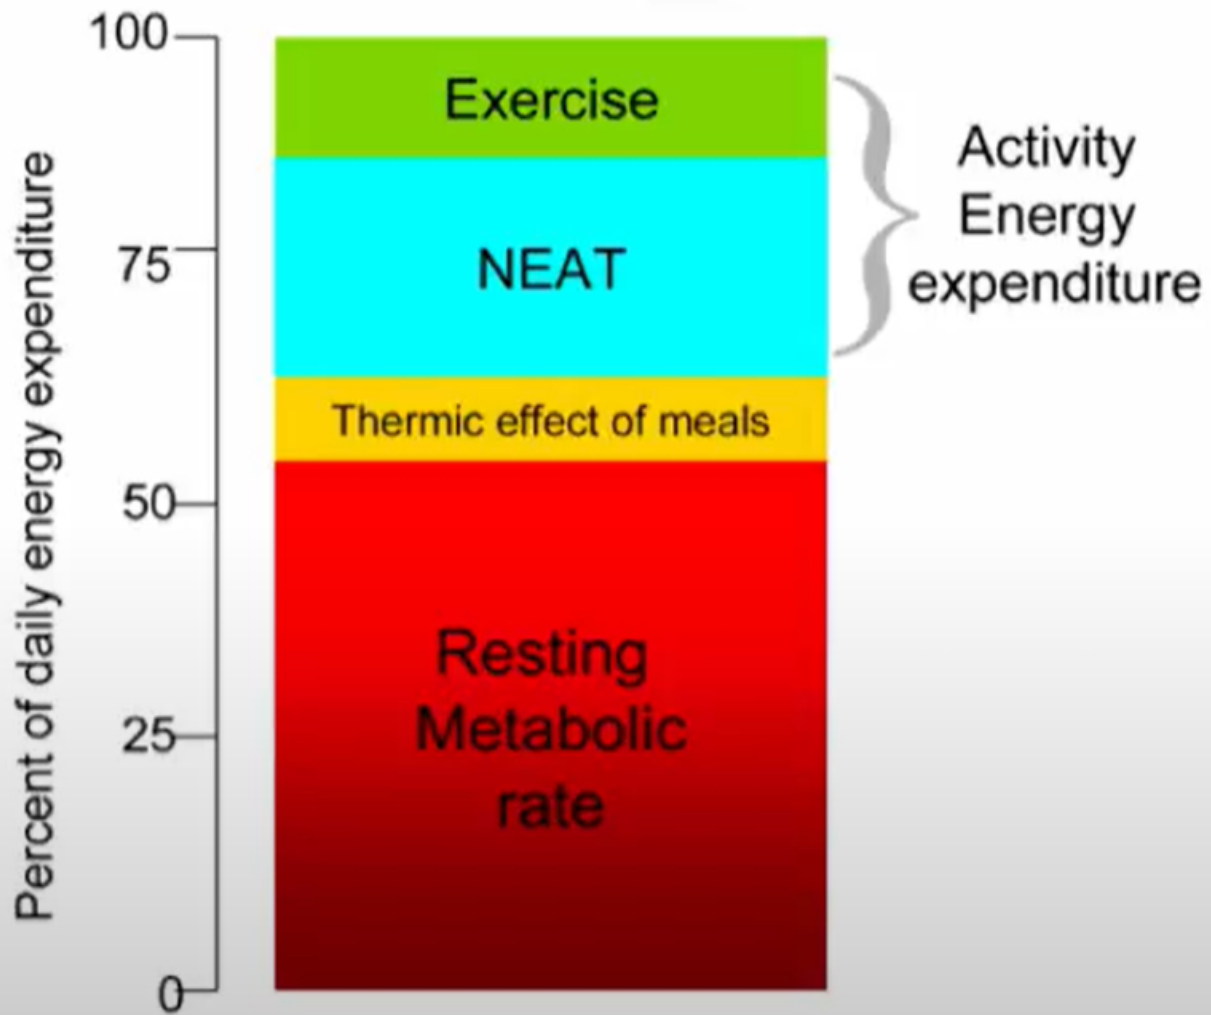 Percent of daily energy expenditure
100
75
50
25
0
Exercise
NEAT
Thermic effect of meals
Resting
Metabolic
rate
Activity
Energy
expenditure